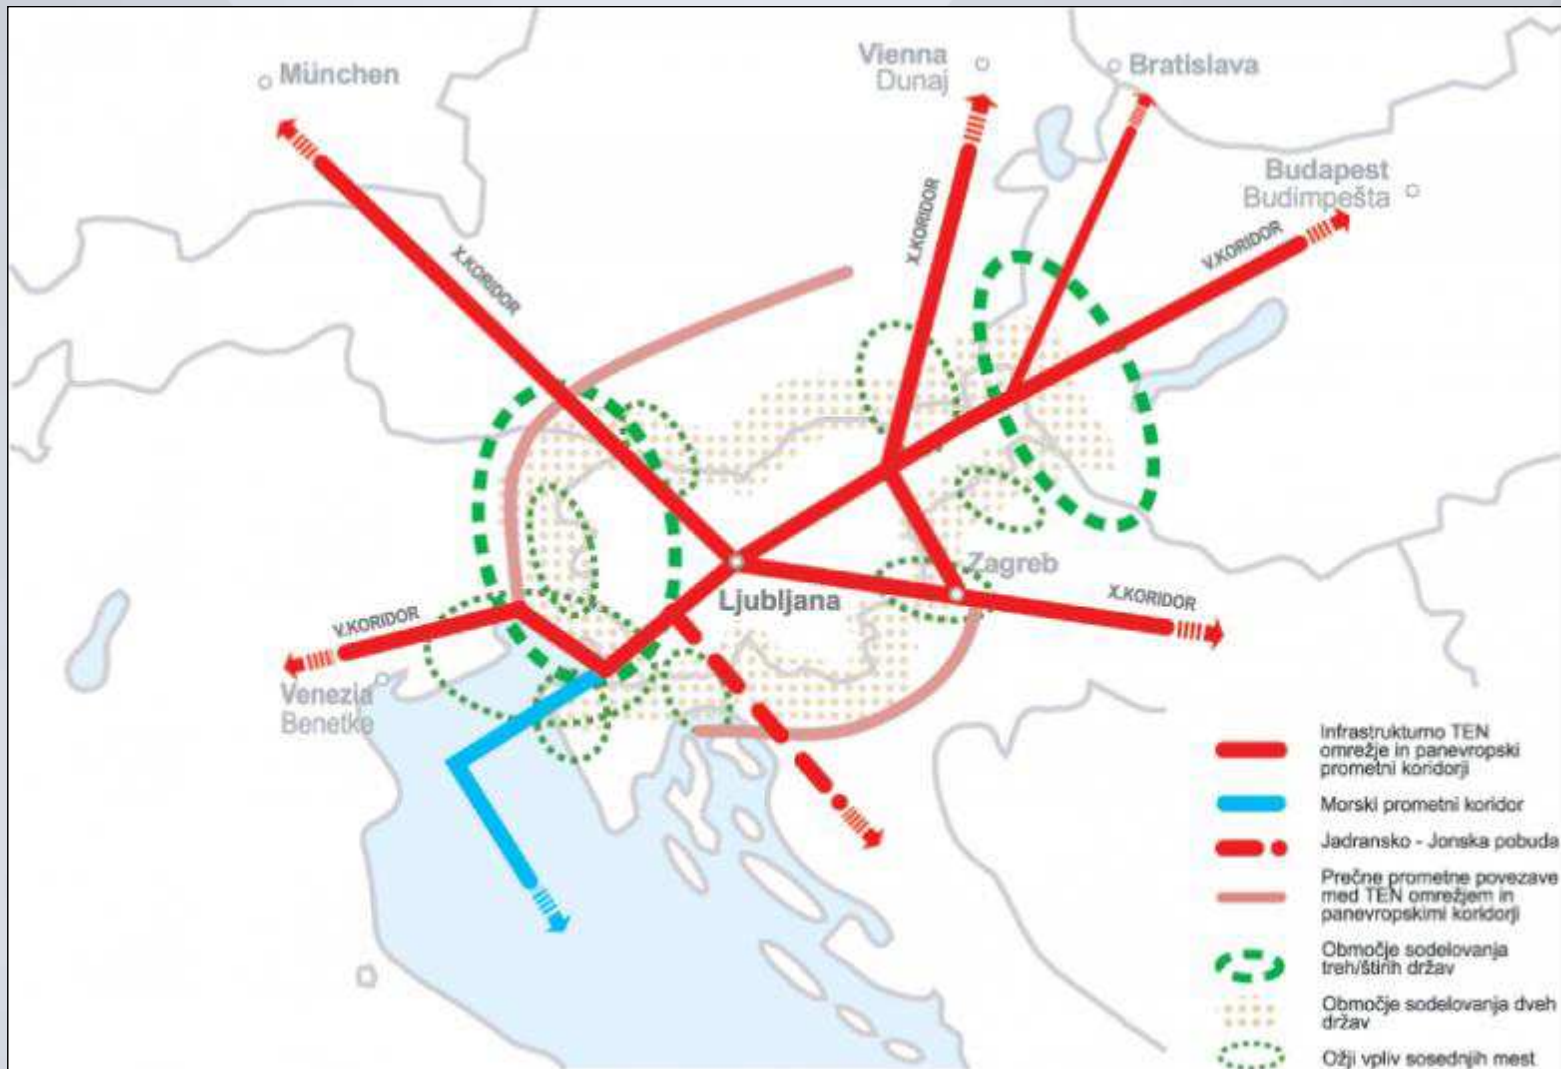 München
Vienna
Dunaj
Bratislava
Budapest
Budimpešta
X.KORIDOR
X.KORIDOR
V.KORIDOR
Zagreb
Ljubljana
X.KORIDOR
V.KORIDOR
Venezia
Benetke
Infrastrukturno TEN
omrežje in panevropski
prometni koridorji
Morski prometni koridor
Jadransko - Jonska pobuda
Prečne prometne povezave
med TEN omrežjem in
panevropskimi koridorji
Območje sodelovanja
treh/štirih držav
Območje sodelovanja dveh
držav
Ožji vpliv sosednjih mest